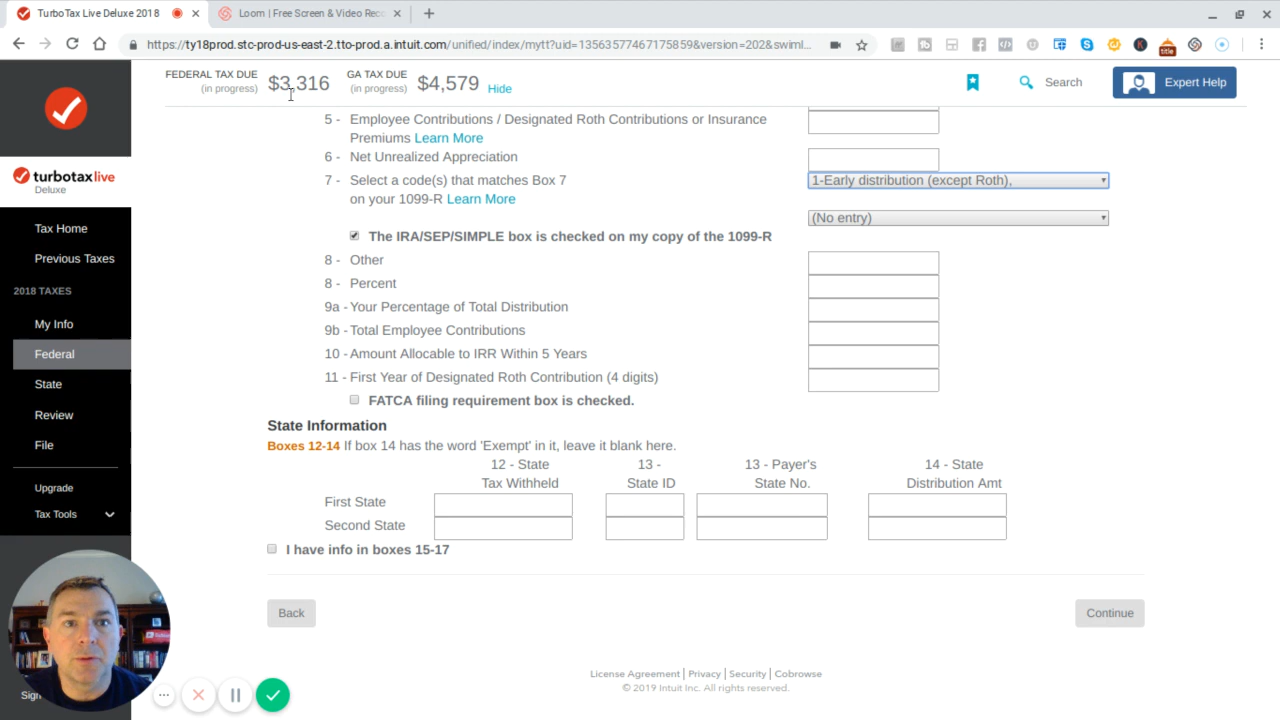 TurboTax Live Deluxe 2018
Loom | Free Screen & Video Rec
https://ty18prod.stc-prod-us-east-2.tto-prod.a.intuit.com/unified/index/mytt?uid=13563577467175859&version=202&swiml...
title
FEDERAL TAX DUE
(in progress)
$3,316
GA TAX DUE
(in progress)
$4,579
Hide
Search
Expert Help
turbotaxlive
Deluxe
Tax Home
Previous Taxes
2018 TAXES
My Info
Federal
State
Review
File
Upgrade
Tax Tools
Sign
5 - Employee Contributions / Designated Roth Contributions or Insurance
Premiums Learn More
6 - Net Unrealized Appreciation
7 - Select a code(s) that matches Box 7
on your 1099-R Learn More
1-Early distribution (except Roth),
(No entry)
The IRA/SEP/SIMPLE box is checked on my copy of the 1099-R
8 - Other
8 - Percent
9a - Your Percentage of Total Distribution
9b - Total Employee Contributions
10 - Amount Allocable to IRR Within 5 Years
11 - First Year of Designated Roth Contribution (4 digits)
FATCA filing requirement box is checked.
State Information
Boxes 12-14 If box 14 has the word 'Exempt' in it, leave it blank here.
12 - State
Tax Withheld
13 -
State ID
13 - Payer's
State No.
14 - State
Distribution Amt
First State
Second State
I have info in boxes 15-17
Back
Continue
License Agreement | Privacy | Security | Cobrowse
© 2019 Intuit Inc. All rights reserved.